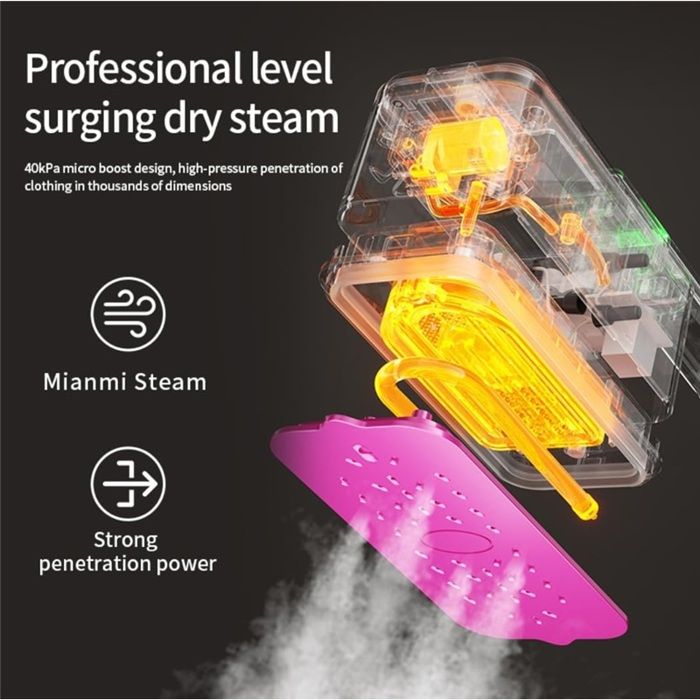 Professional level
surging dry steam
40kPa micro boost design, high-pressure penetration of
clothing in thousands of dimensions
Mianmi Steam
Strong
penetration power